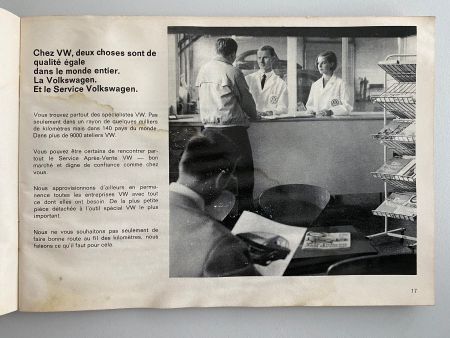 Chez VW, deux choses sont de
qualité égale
dans le monde entier.
La Volkswagen.
Et le Service Volkswagen.
Vous trouvez partout des spécialistes VW. Pas
seulement dans un rayon de quelques milliers
de kilomètres mais dans 140 pays du monde.
Dans plus de 9000 ateliers VW.
Vous pouvez être certains de rencontrer par-
tout le Service Après-Vente VW — bon
marché et digne de confiance comme chez
vous.
Nous approvisionnons d'ailleurs en perma-
nence toutes les entreprises VW avec tout
ce dont elles ont besoin. De la plus petite
pièce détachée à l'outil spécial VW le plus
important.
Nous ne vous souhaitons pas seulement de
faire bonne route au fil des kilomètres, nous
faisons ce qu'il faut pour cela.
17